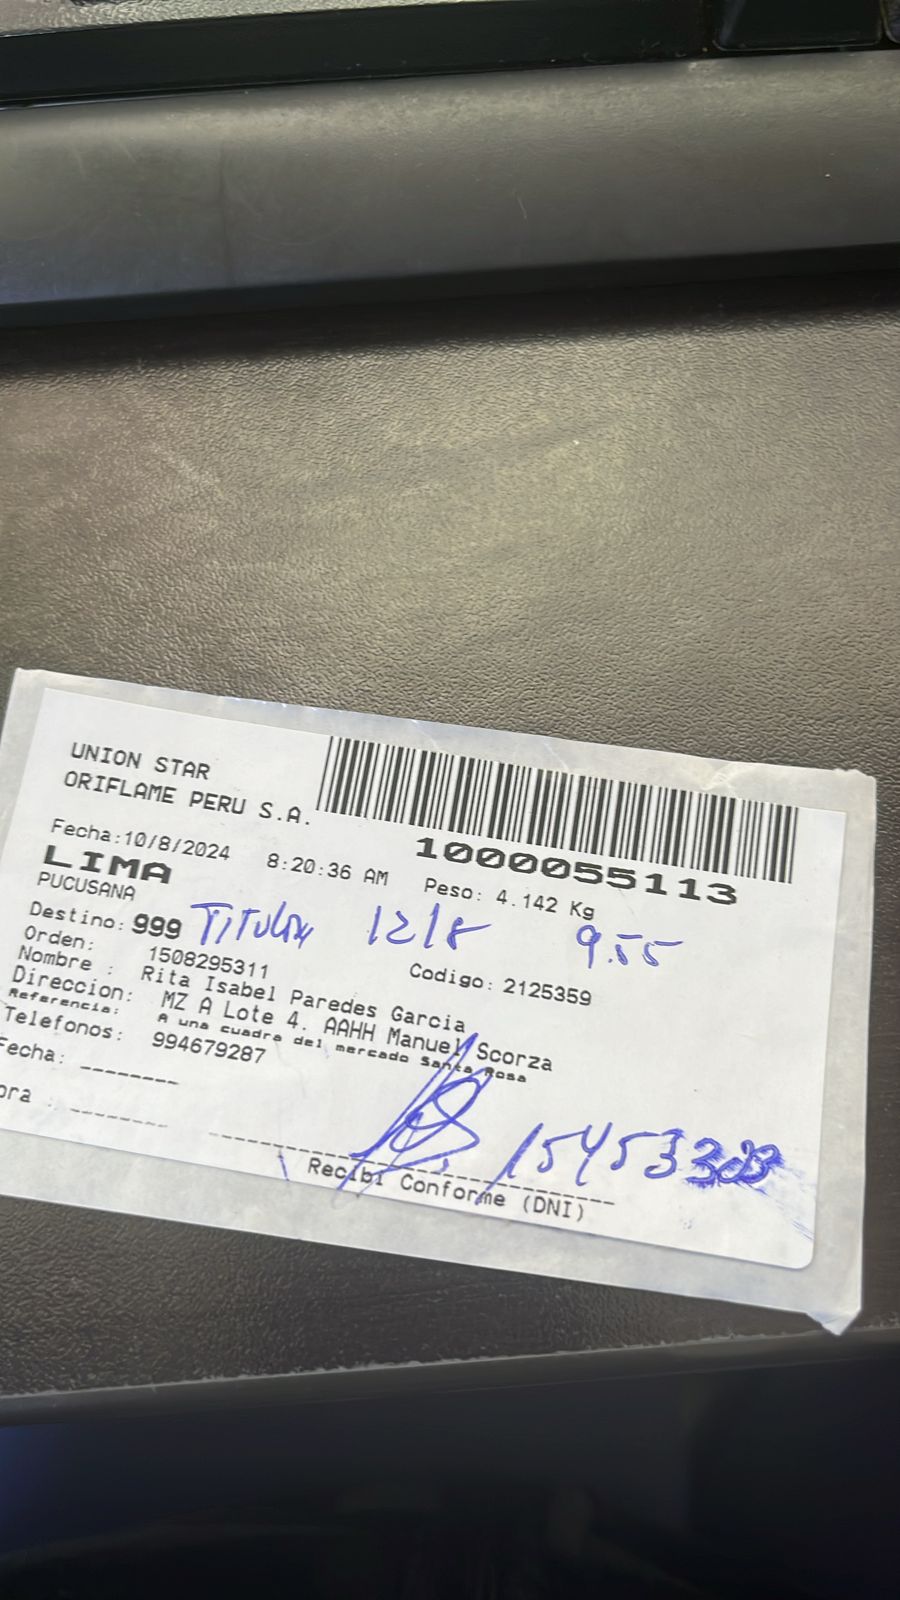 UNION STAR
ORIFLAME PERU S.A.
1000055113
Fecha:10/8/2024 8:20:36 AM Peso: 4.142 Kg
LIMA
PUCUSANA
Destino: 999 TITULAR 12/8 9.55
Orden: 1508295311 Codigo: 2125359
Nombre : Rita Isabel Paredes Garcia
Direccion: MZ A Lote 4. AAHH Manuel Scorza
Referencia: A una cuadra del mercado Santa Rosa
Telefonos: 994679287
Fecha: --------
ora : --------
Recibi Conforme (DNI)